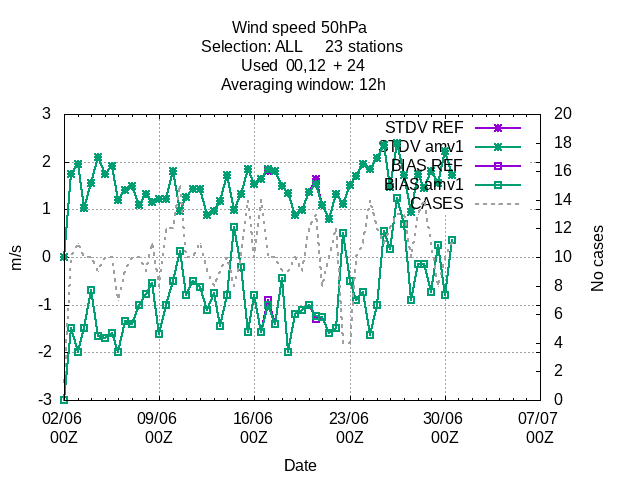 Wind speed 50hPa
Selection: ALL 23 stations
Used 00,12 + 24
Averaging window: 12h
3
2
1
0
-1
-2
-3
m/s
20
18
16
14
12
10
8
6
4
2
0
No cases
STDV REF
STDV amv1
BIAS REF
BIAS amv1
CASES
02/06 09/06 16/06 23/06 30/06 07/07
00Z 00Z 00Z 00Z 00Z 00Z
Date